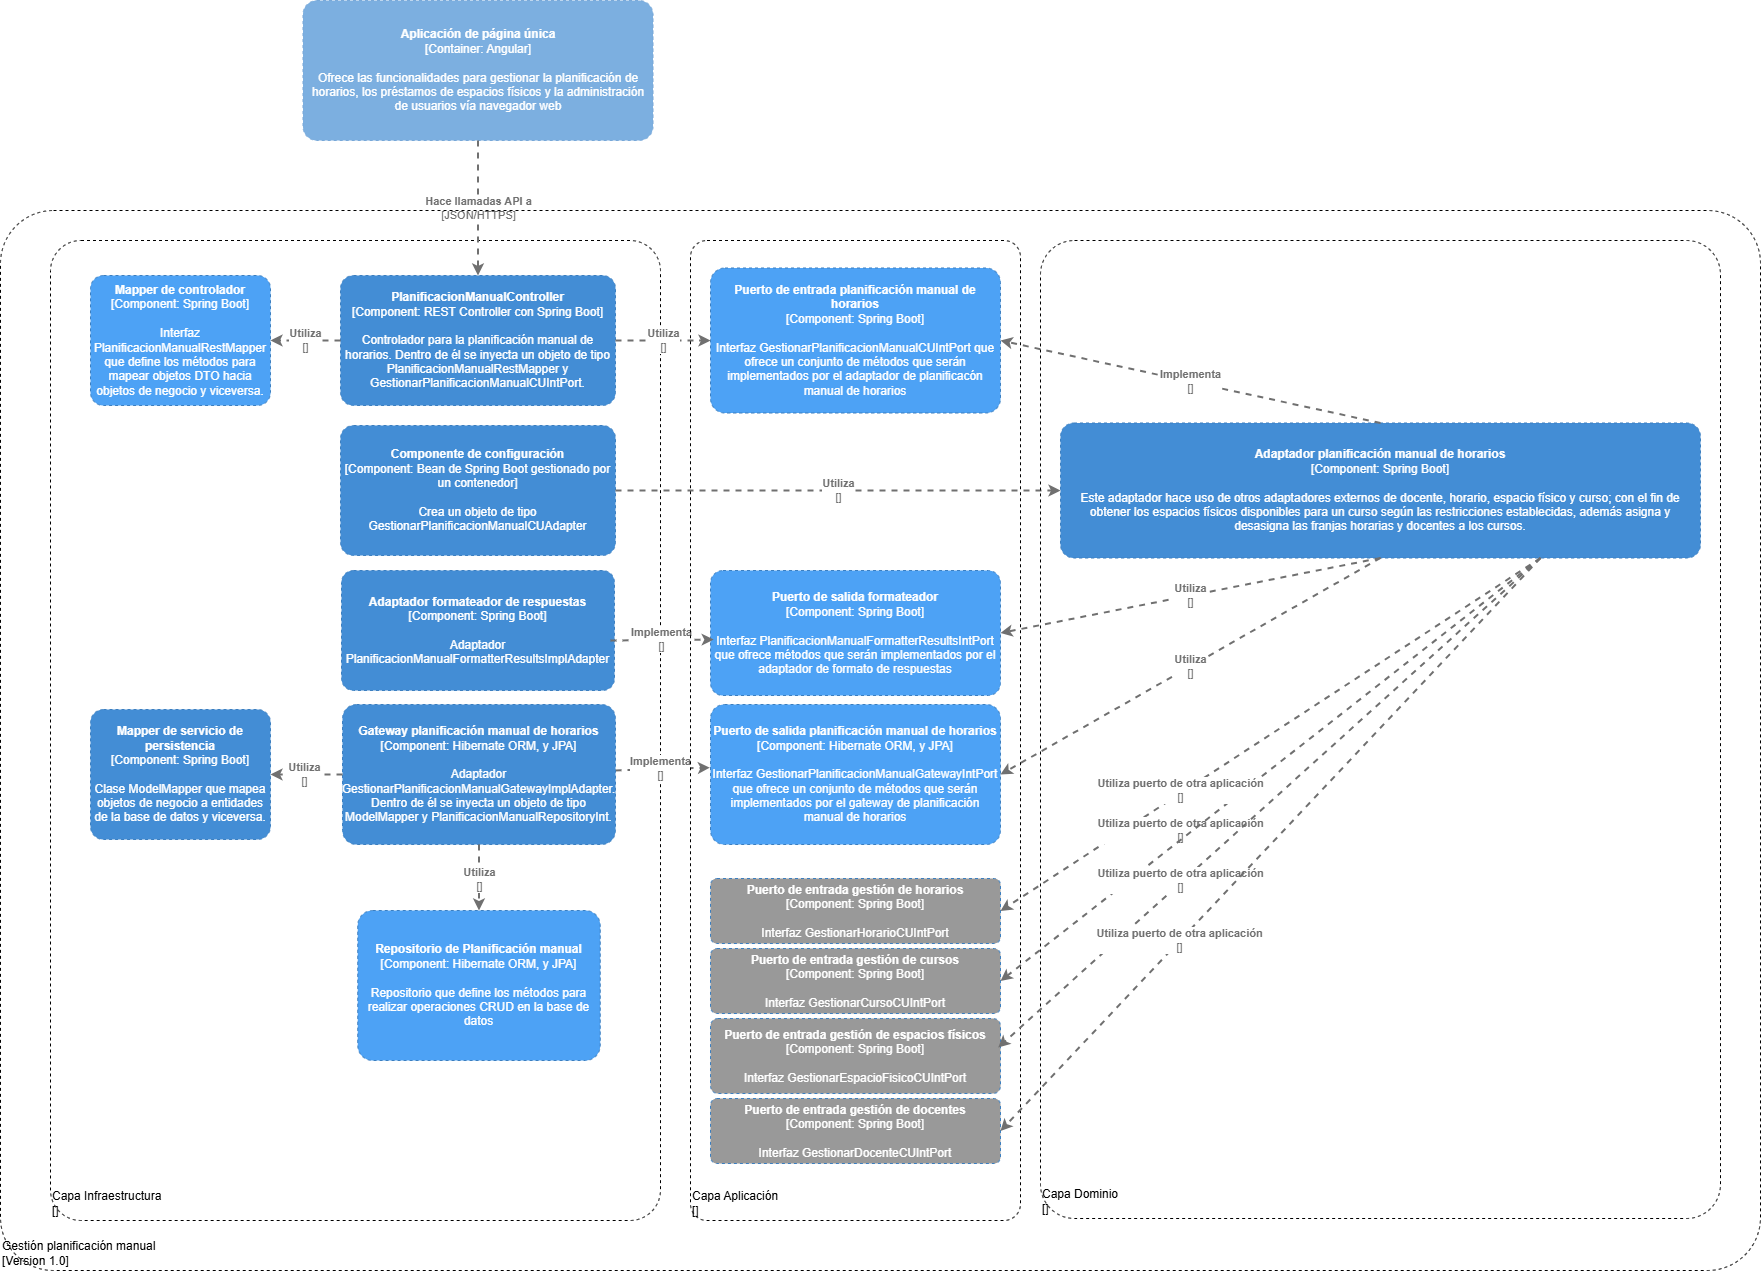 Aplicación de página única
[Container: Angular]
Ofrece las funcionalidades para gestionar la planificación de
horarios, los préstamos de espacios físicos y la administración
de usuarios vía navegador web
Hace llamadas API a
[JSON/HTTPS]
Mapper de controlador
[Component: Spring Boot]
Interfaz
PlanificacionManualRestMapper
que define los métodos para
mapear objetos DTO hacia
objetos de negocio y viceversa.
Utiliza
[]
PlanificacionManualController
[Component: REST Controller con Spring Boot]
Controlador para la planificación manual de
horarios. Dentro de él se inyecta un objeto de tipo
PlanificacionManualRestMapper y
GestionarPlanificacionManualCUIntPort.
Utiliza
[]
Puerto de entrada planificación manual de
horarios
[Component: Spring Boot]
Interfaz GestionarPlanificacionManualCUIntPort que
ofrece un conjunto de métodos que serán
implementados por el adaptador de planificacón
manual de horarios
Implementa
[]
Componente de configuración
[Component: Bean de Spring Boot gestionado por
un contenedor]
Crea un objeto de tipo
GestionarPlanificacionManualCUAdapter
Utiliza
[]
Adaptador planificación manual de horarios
[Component: Spring Boot]
Este adaptador hace uso de otros adaptadores externos de docente, horario, espacio físico y curso; con el fin de
obtener los espacios físicos disponibles para un curso según las restricciones establecidas, además asigna y
desasigna las franjas horarias y docentes a los cursos.
Adaptador formateador de respuestas
[Component: Spring Boot]
Adaptador
PlanificacionManualFormatterResultsImplAdapter
Implementa
[]
Puerto de salida formateador
[Component: Spring Boot]
Interfaz PlanificacionManualFormatterResultsIntPort
que ofrece métodos que serán implementados por el
adaptador de formato de respuestas
Utiliza
[]
Utiliza
[]
Mapper de servicio de
persistencia
[Component: Spring Boot]
Clase ModelMapper que mapea
objetos de negocio a entidades
de la base de datos y viceversa.
Utiliza
[]
Gateway planificación manual de horarios
[Component: Hibernate ORM, y JPA]
Adaptador
GestionarPlanificacionManualGatewayImplAdapter.
Dentro de él se inyecta un objeto de tipo
ModelMapper y PlanificacionManualRepositoryInt.
Implementa
[]
Puerto de salida planificación manual de horarios
[Component: Hibernate ORM, y JPA]
Interfaz GestionarPlanificacionManualGatewayIntPort
que ofrece un conjunto de métodos que serán
implementados por el gateway de planificación
manual de horarios
Utiliza puerto de otra aplicación
[]
Utiliza puerto de otra aplicación
[]
Utiliza puerto de otra aplicación
[]
Utiliza puerto de otra aplicación
[]
Utiliza
[]
Repositorio de Planificación manual
[Component: Hibernate ORM, y JPA]
Repositorio que define los métodos para
realizar operaciones CRUD en la base de
datos
Puerto de entrada gestión de horarios
[Component: Spring Boot]
Interfaz GestionarHorarioCUIntPort
Puerto de entrada gestión de cursos
[Component: Spring Boot]
Interfaz GestionarCursoCUIntPort
Puerto de entrada gestión de espacios físicos
[Component: Spring Boot]
Interfaz GestionarEspacioFisicoCUIntPort
Puerto de entrada gestión de docentes
[Component: Spring Boot]
Interfaz GestionarDocenteCUIntPort
Capa Infraestructura
[]
Capa Aplicación
[]
Capa Dominio
[]
Gestión planificación manual
[Version 1.0]